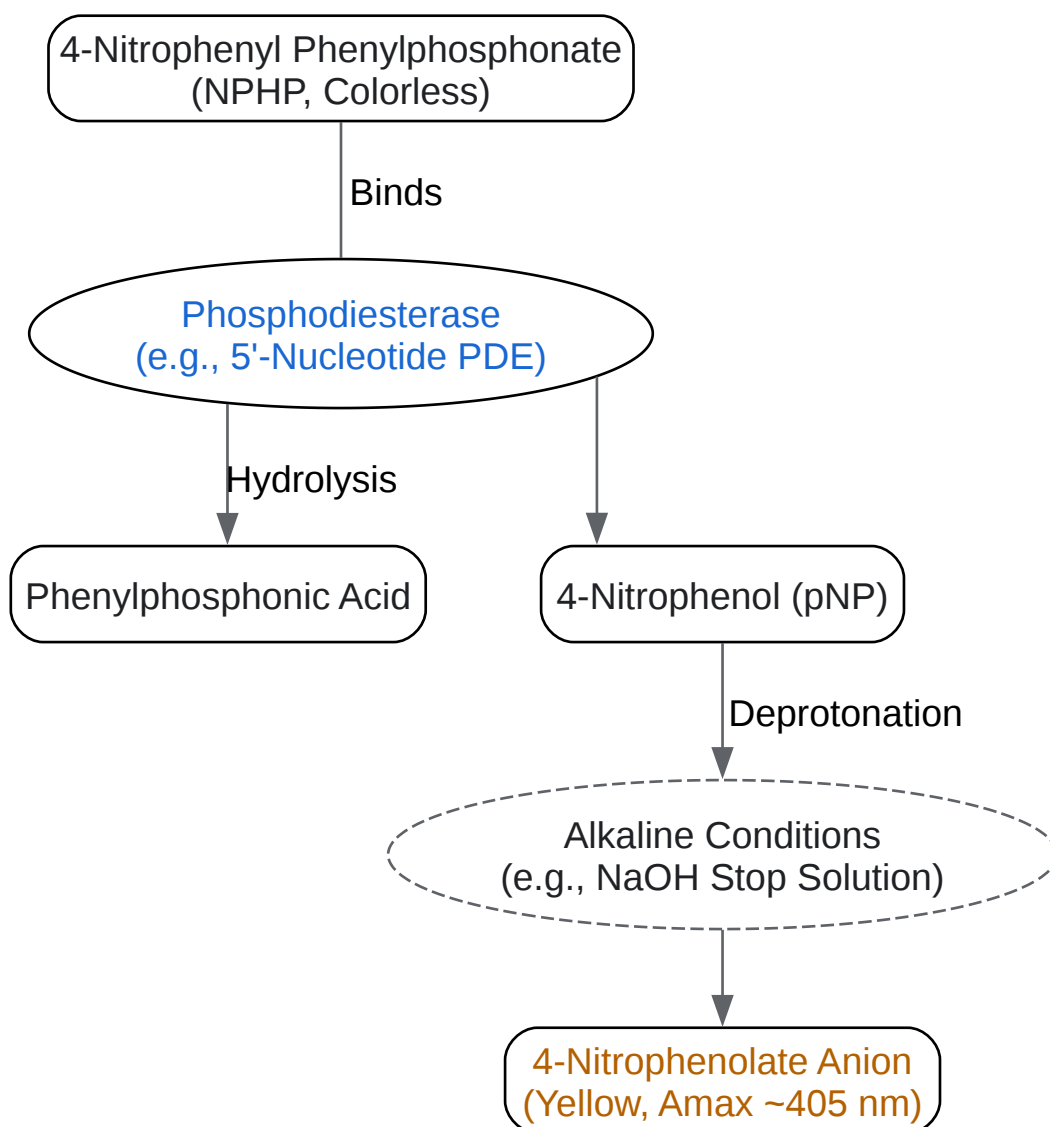 4-Nitrophenyl Phenylphosphonate
(NPHP, Colorless)
Binds
Phosphodiesterase
(e.g., 5'-Nucleotide PDE)
Hydrolysis
Phenylphosphonic Acid
4-Nitrophenol (pNP)
Deprotonation
Alkaline Conditions
(e.g., NaOH Stop Solution)
4-Nitrophenolate Anion
(Yellow, Amax ~405 nm)